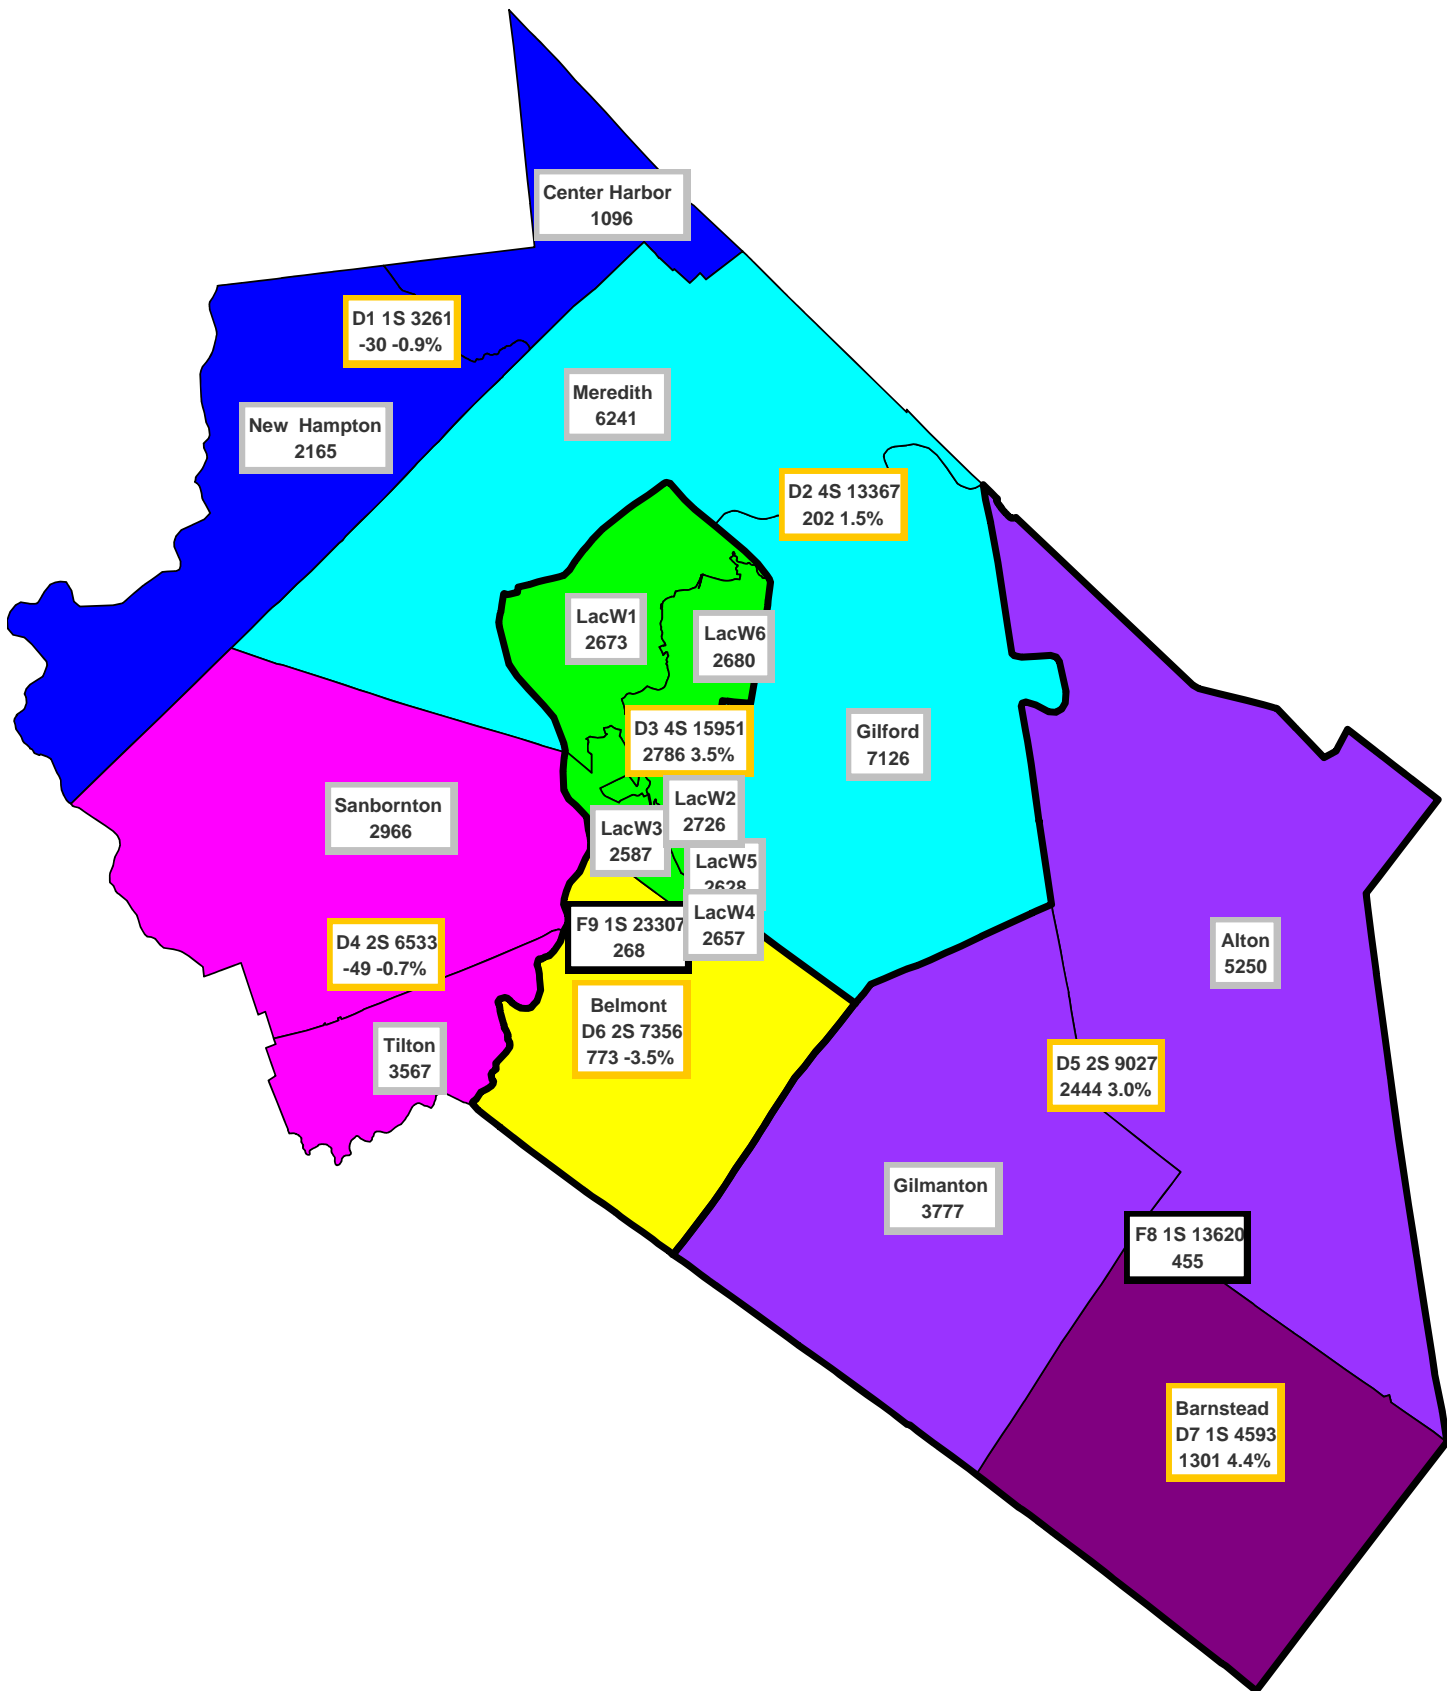 Center Harbor
1096
D1 1S 3261
-30 -0.9%
Meredith
6241
New Hampton
2165
D2 4S 13367
202 1.5%
LacW1
2673
LacW6
2680
D3 4S 15951
2786 3.5%
Gilford
7126
Sanbornton
2966
LacW2
2726
LacW3
2587
LacW5
2628
LacW4
2657
F9 1S 23307
268
D4 2S 6533
-49 -0.7%
Alton
5250
Belmont
D6 2S 7356
773 -3.5%
Tilton
3567
D5 2S 9027
2444 3.0%
Gilmanton
3777
F8 1S 13620
455
Barnstead
D7 1S 4593
1301 4.4%